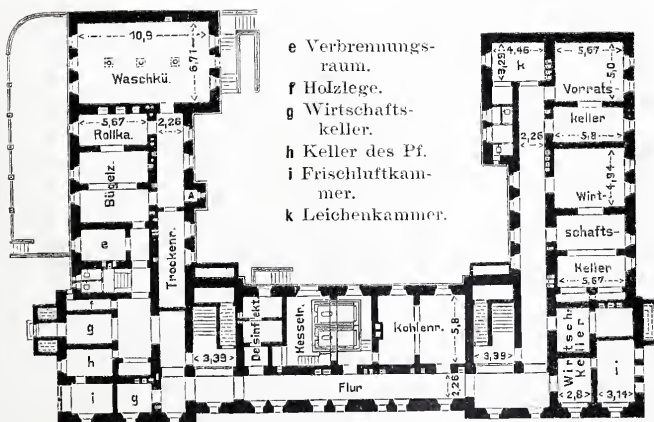 10,9
6,71
Waschkü.
5,67
Rollka.
2,26
Bügelz.
A
e
Trockenr.
f
g
h
i
g
3,39
Desinfekt.
Kesselr.
Kohlenr.
5,8
Flur
2,26
3,39
e Verbrennungs-
raum.
f Holzlege.
g Wirtschafts-
keller.
h Keller des Pf.
i Frischluftkam-
mer.
k Leichenkammer.
4,46
3,29
k
5,67
5,0
Vorrats
keller
5,8
2,26
4,94
Wirt-
schafts-
Keller
5,67
Wirtsch.
Keller
2,8
i
3,14